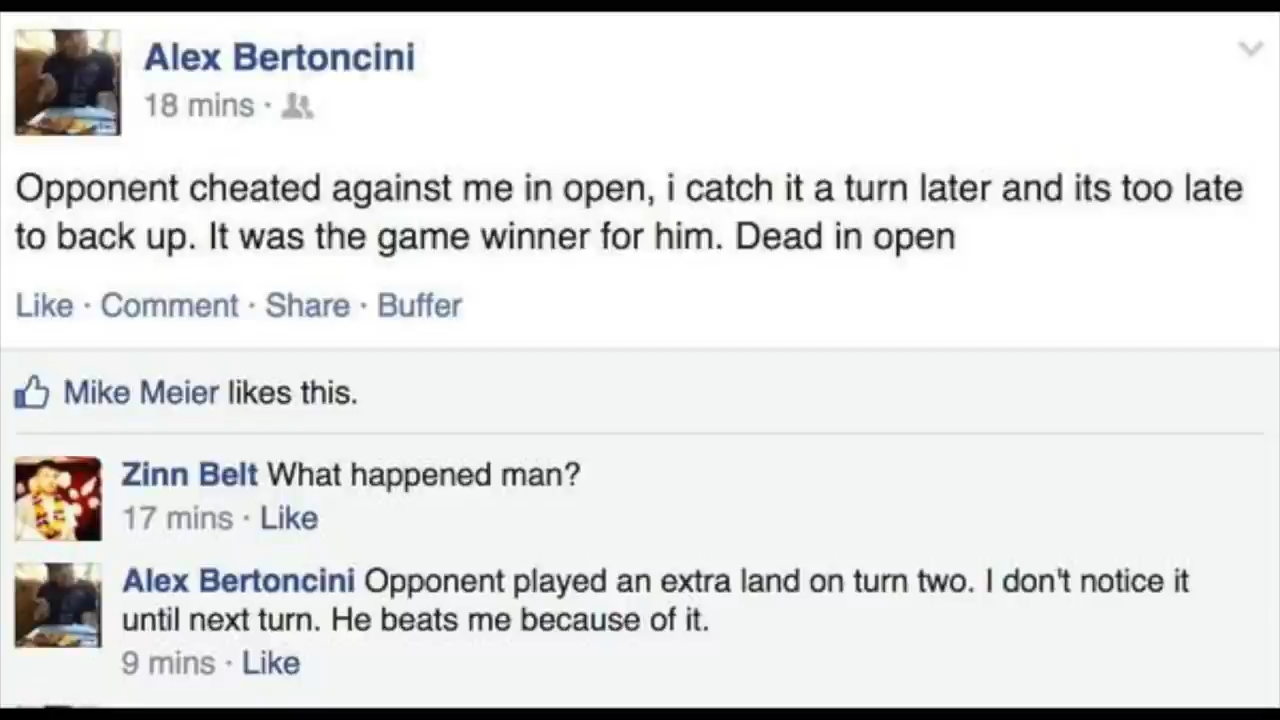 Alex Bertoncini
18 mins ·
Opponent cheated against me in open, i catch it a turn later and its too late
to back up. It was the game winner for him. Dead in open
Like · Comment · Share · Buffer
Mike Meier likes this.
Zinn Belt What happened man?
17 mins · Like
Alex Bertoncini Opponent played an extra land on turn two. I don't notice it
until next turn. He beats me because of it.
9 mins · Like